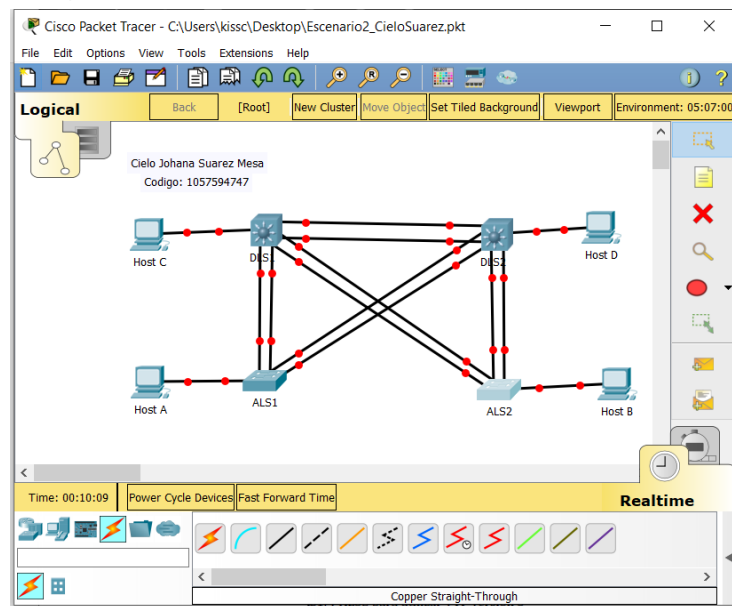 Cisco Packet Tracer - C:\Users\kissc\Desktop\Escenario2_CieloSuarez.pkt
File Edit Options View Tools Extensions Help
Logical Back [Root] New Cluster Move Object Set Tiled Background Viewport Environment: 05:07:00
Cielo Johana Suarez Mesa
Codigo: 1057594747
Host C
DLS1
DLS2
Host D
Host A
ALS1
ALS2
Host B
Time: 00:10:09 Power Cycle Devices Fast Forward Time
Realtime
Copper Straight-Through